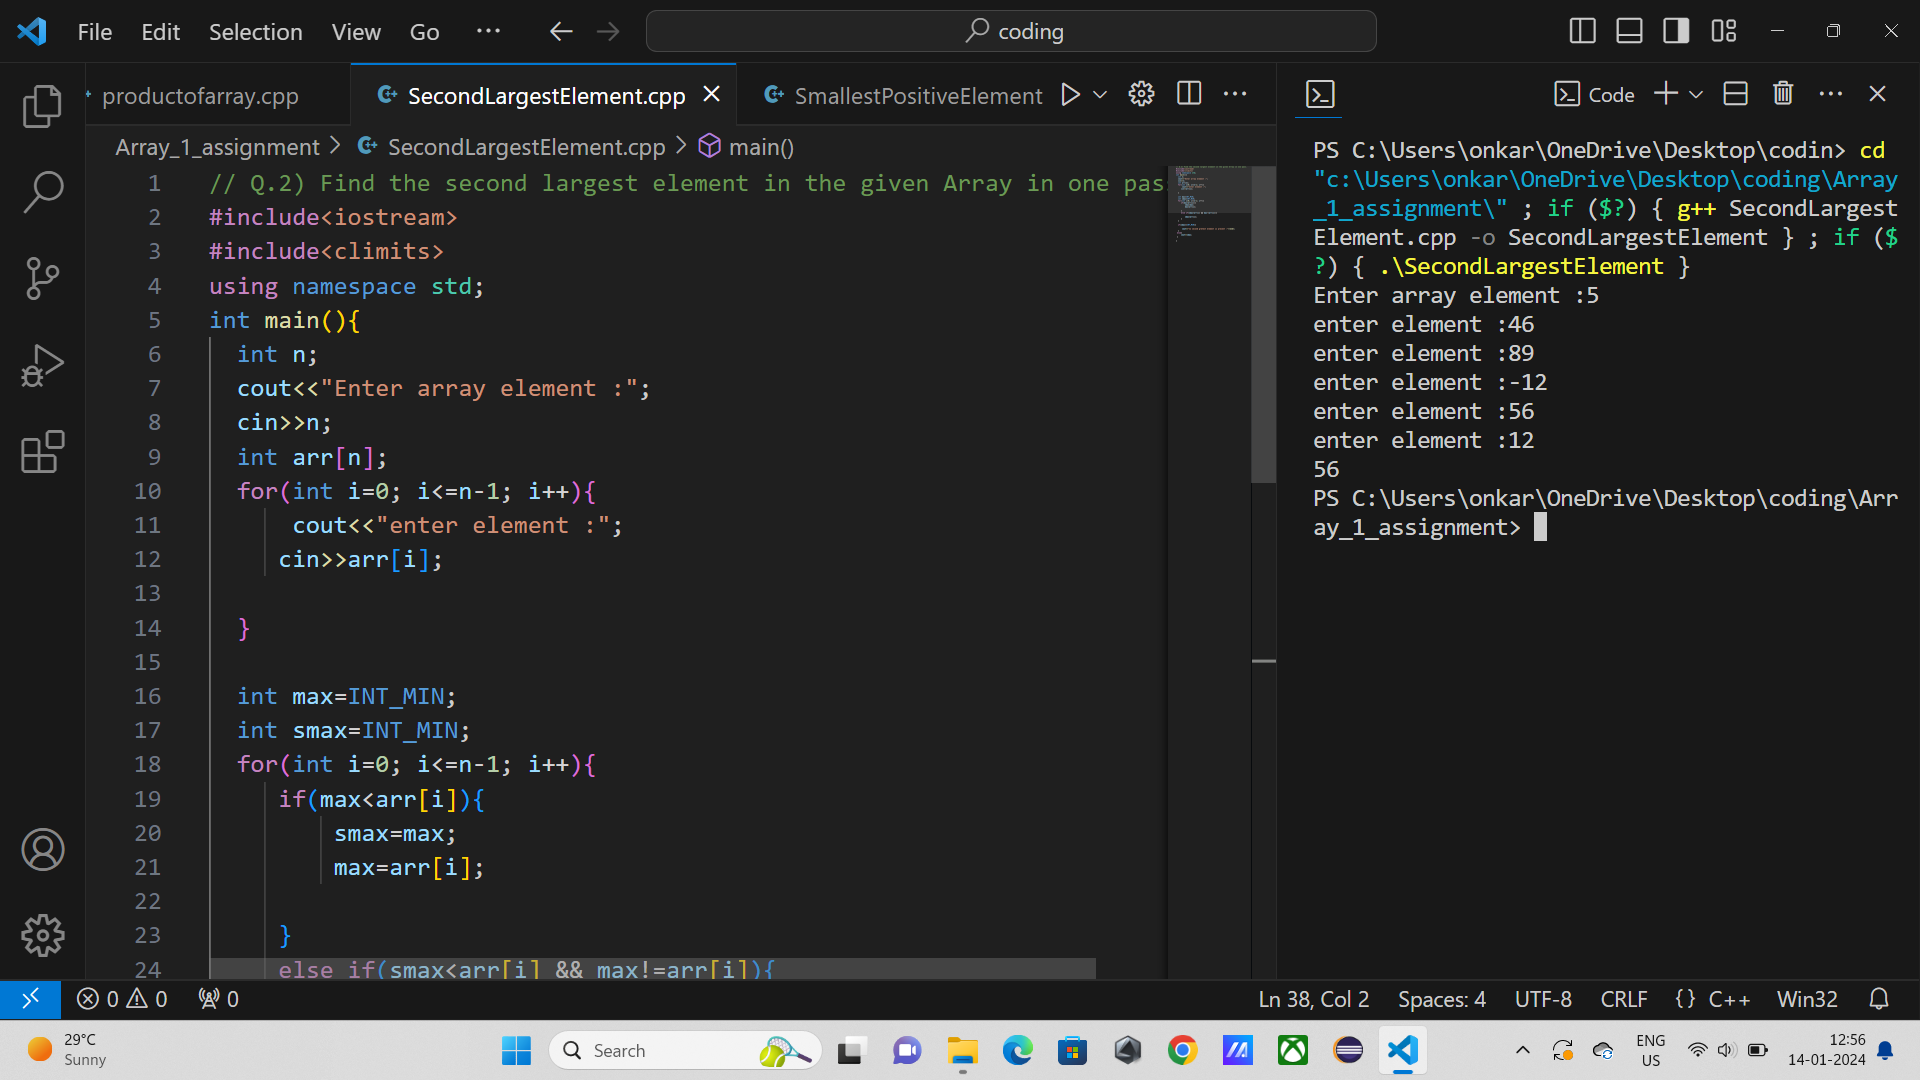 File Edit Selection View Go ··· coding
productofarray.cpp SecondLargestElement.cpp SmallestPositiveElement
Array_1_assignment > SecondLargestElement.cpp > main()
1 // Q.2) Find the second largest element in the given Array in one pas
2 #include<iostream>
3 #include<climits>
4 using namespace std;
5 int main(){
6 int n;
7 cout<<"Enter array element :";
8 cin>>n;
9 int arr[n];
10 for(int i=0; i<=n-1; i++){
11 cout<<"enter element :";
12 cin>>arr[i];
13
14 }
15
16 int max=INT_MIN;
17 int smax=INT_MIN;
18 for(int i=0; i<=n-1; i++){
19 if(max<arr[i]){
20 smax=max;
21 max=arr[i];
22
23 }
24 else if(smax<arr[i] && max!=arr[i]){
Code
PS C:\Users\onkar\OneDrive\Desktop\codin> cd
"c:\Users\onkar\OneDrive\Desktop\coding\Array
_1_assignment\" ; if ($?) { g++ SecondLargest
Element.cpp -o SecondLargestElement } ; if ($
?) { .\SecondLargestElement }
Enter array element :5
enter element :46
enter element :89
enter element :-12
enter element :56
enter element :12
56
PS C:\Users\onkar\OneDrive\Desktop\coding\Arr
ay_1_assignment>
0 0 0 Ln 38, Col 2 Spaces: 4 UTF-8 CRLF {} C++ Win32
29°C
Sunny
Search
ENG
US
12:56
14-01-2024